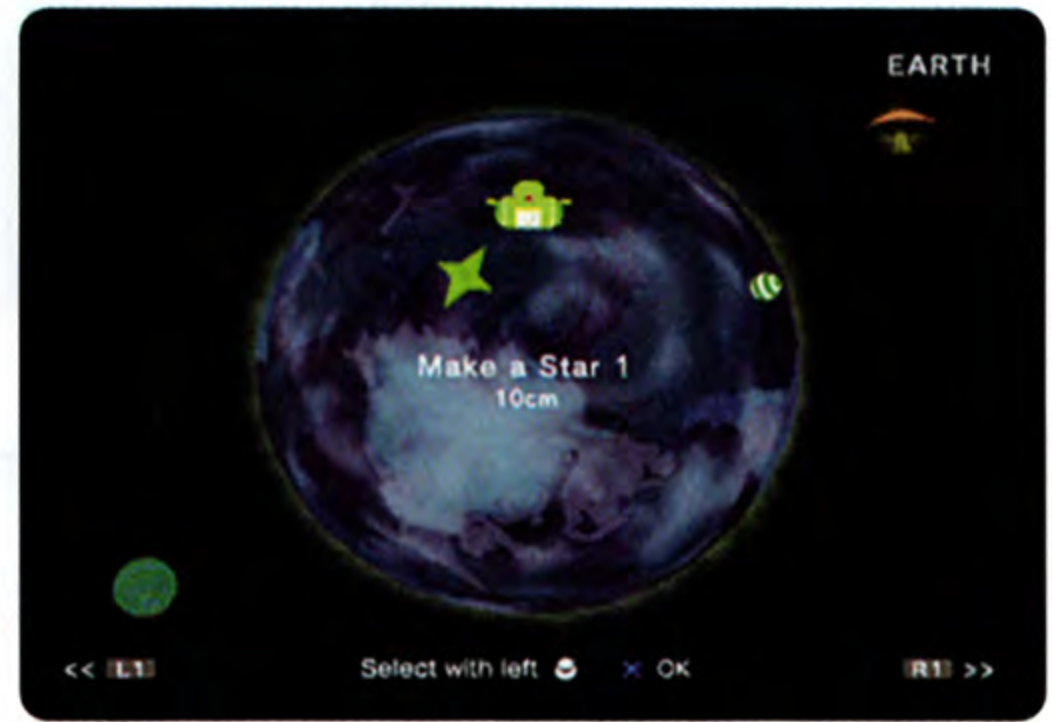 EARTH
Make a Star 1
10cm
<< L1
Select with left
× OK
R1 >>